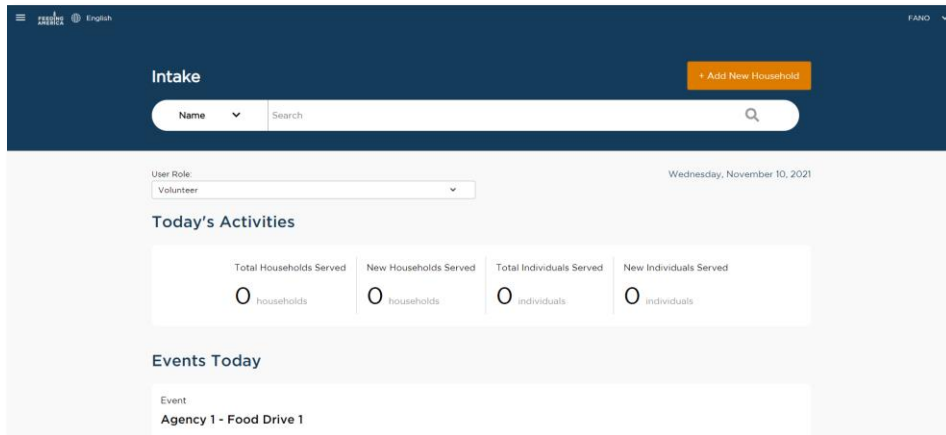 FEEDING AMERICA English FANO
Intake + Add New Household
Name Search
User Role: Wednesday, November 10, 2021
Volunteer
Today's Activities
Total Households Served New Households Served Total Individuals Served New Individuals Served
0 households 0 households 0 individuals 0 individuals
Events Today
Event
Agency 1 - Food Drive 1